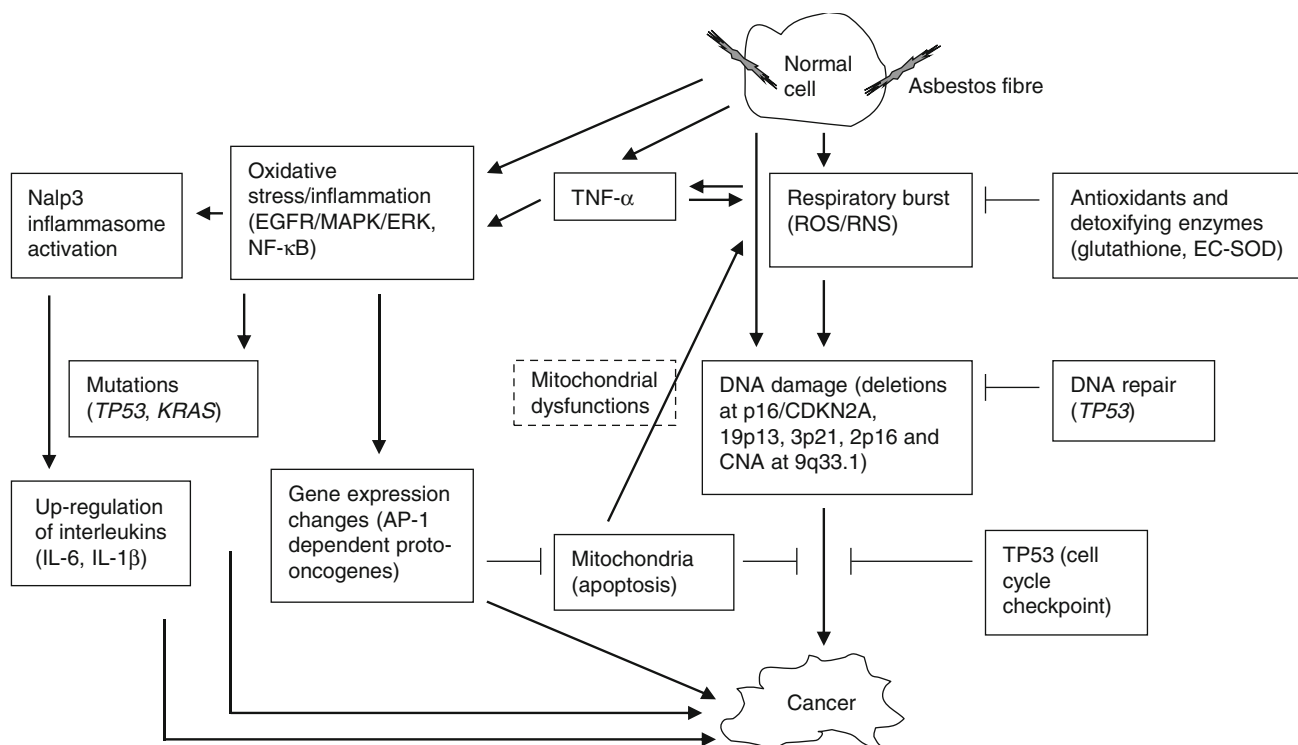 Normal
cell
Asbestos fibre
Nalp3
inflammasome
activation
Oxidative
stress/inflammation
(EGFR/MAPK/ERK,
NF-κB)
TNF-α
Respiratory burst
(ROS/RNS)
Antioxidants and
detoxifying enzymes
(glutathione, EC-SOD)
Mutations
(TP53, KRAS)
Mitochondrial
dysfunctions
DNA damage (deletions
at p16/CDKN2A,
19p13, 3p21, 2p16 and
CNA at 9q33.1)
DNA repair
(TP53)
Up-regulation
of interleukins
(IL-6, IL-1β)
Gene expression
changes (AP-1
dependent proto-
oncogenes)
Mitochondria
(apoptosis)
TP53 (cell
cycle
checkpoint)
Cancer